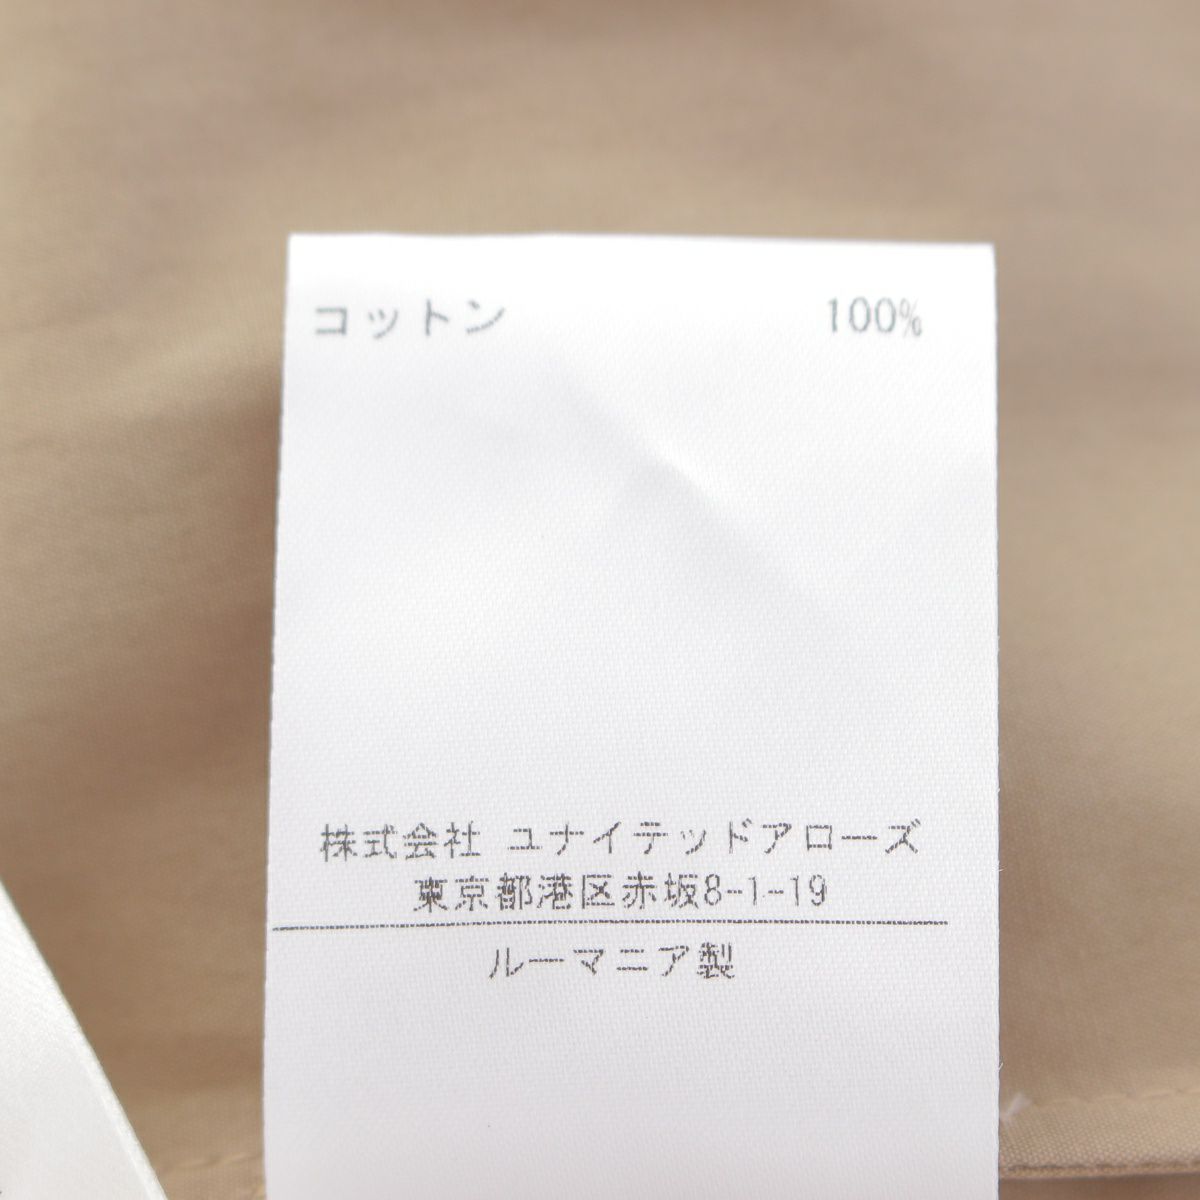 コットン 100%
株式会社 ユナイテッドアローズ
東京都港区赤坂8-1-19
ルーマニア製